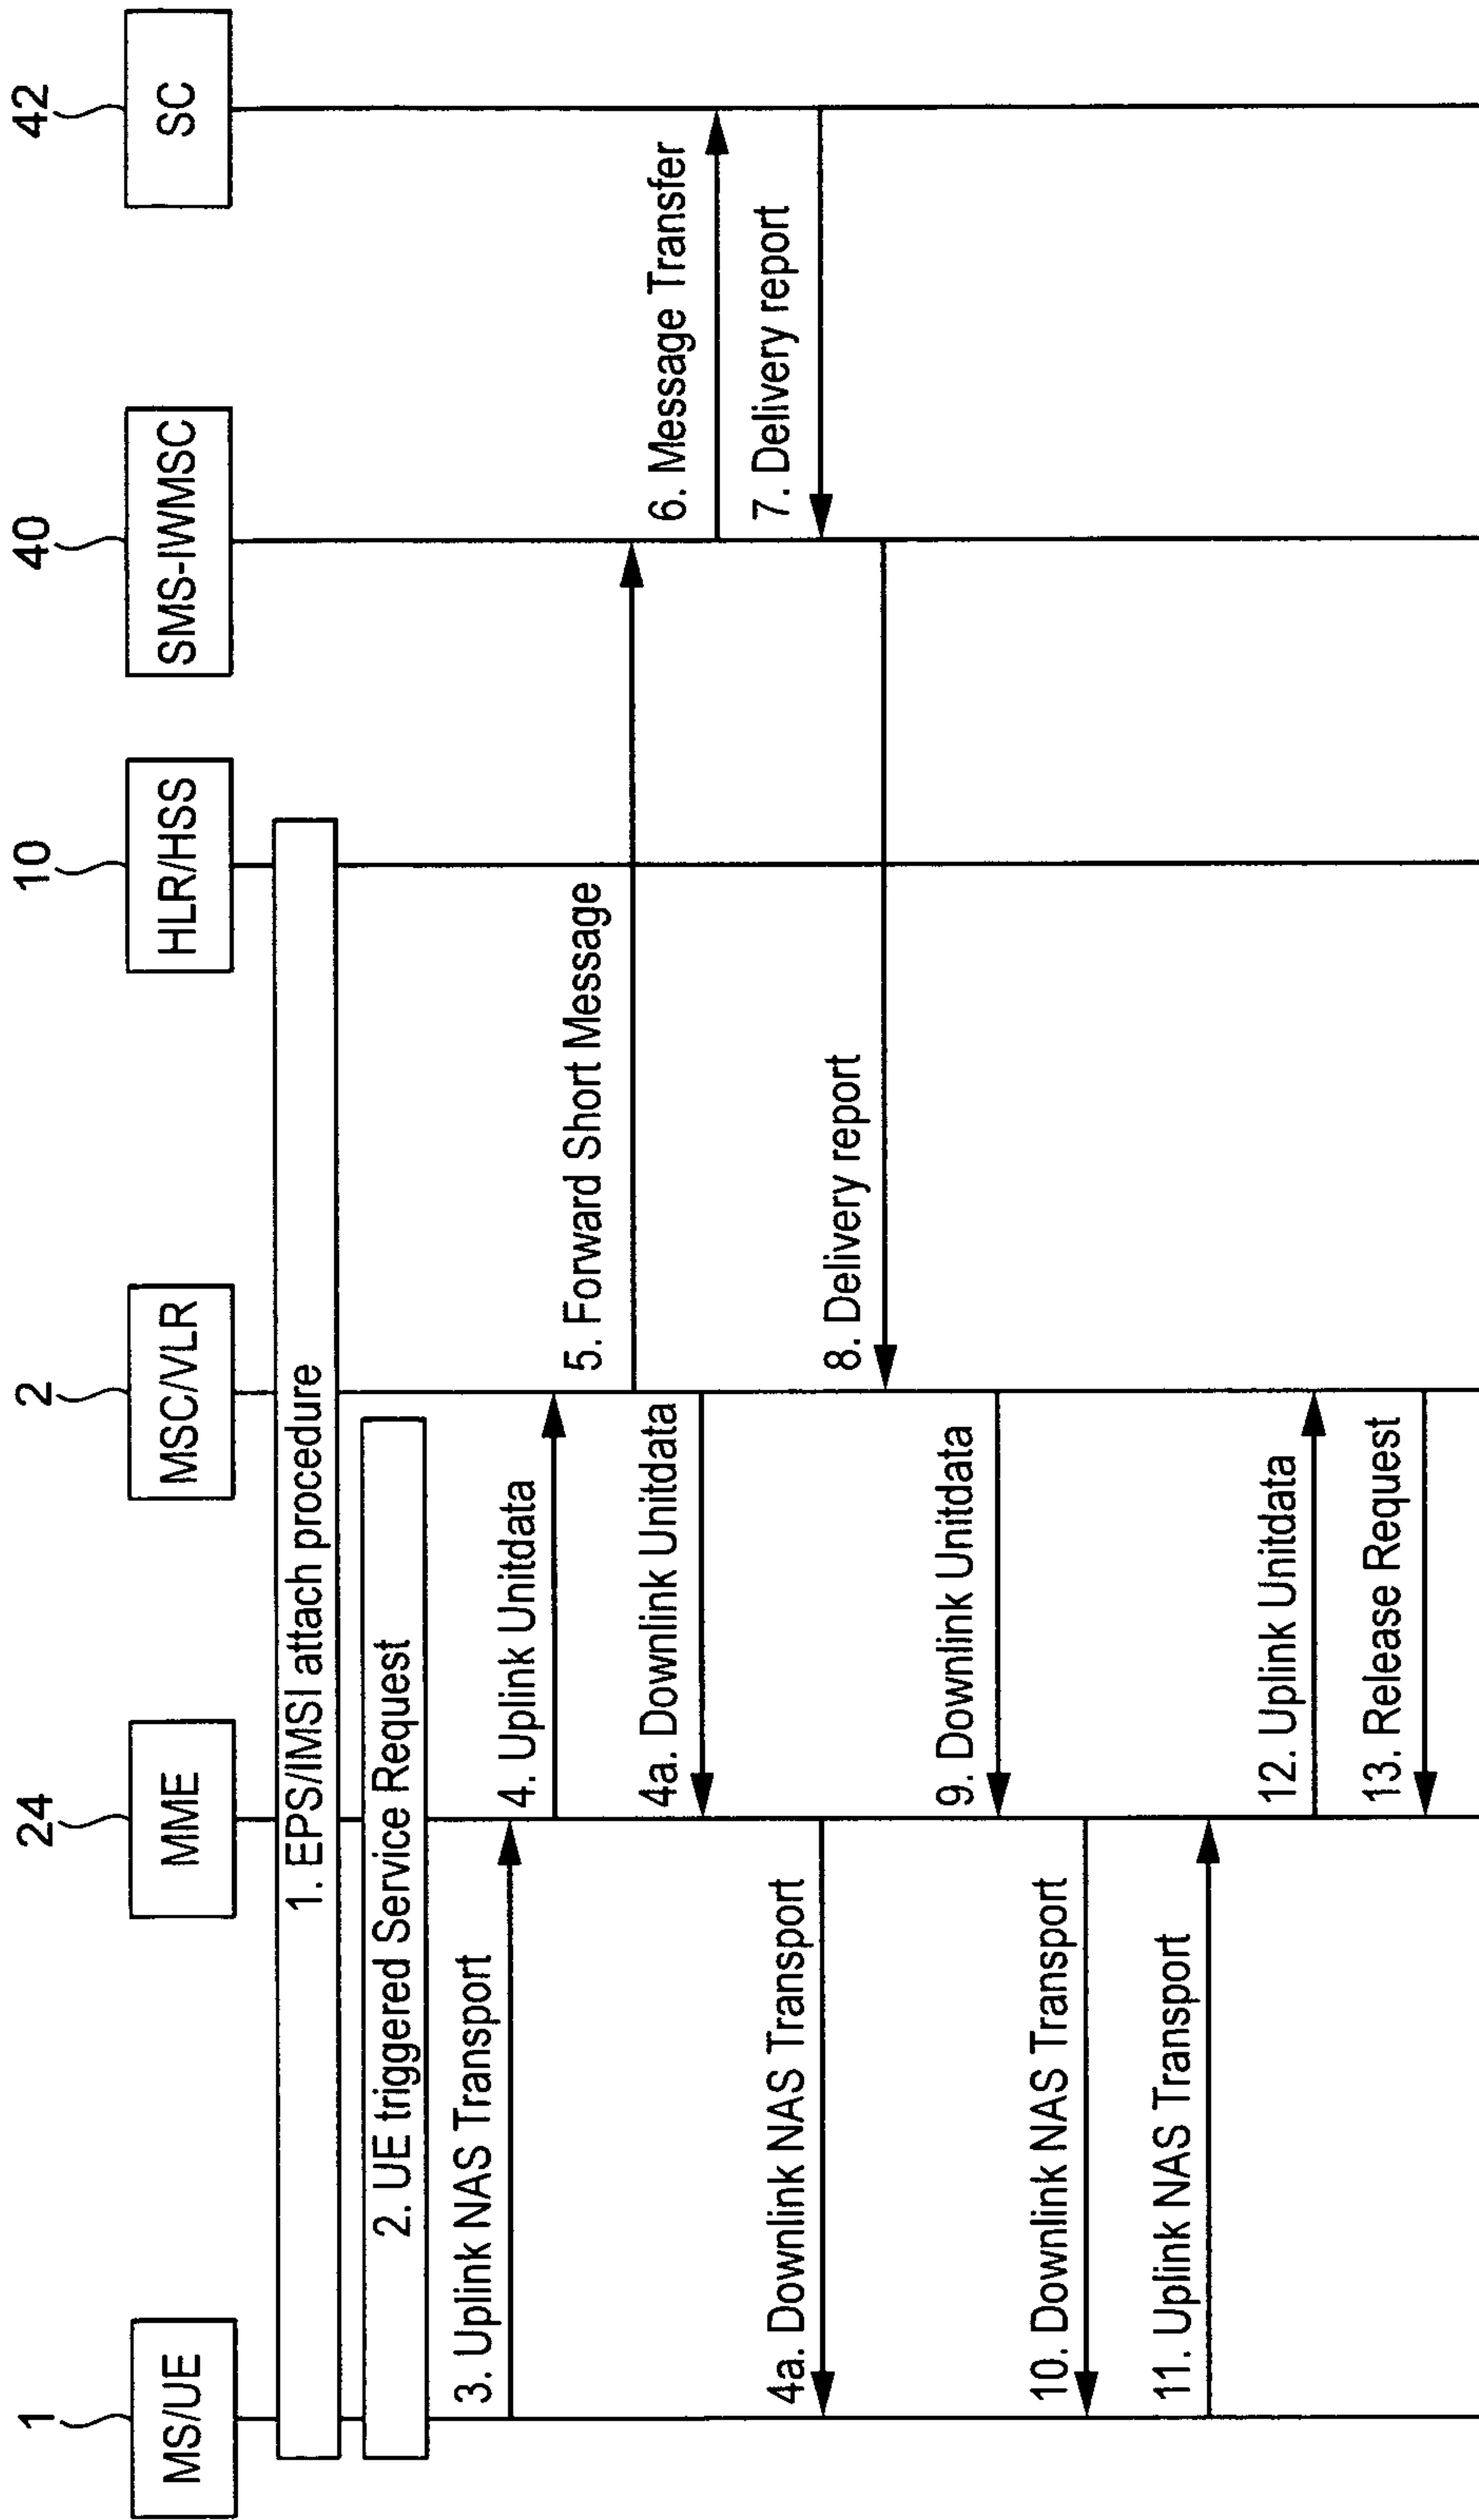 1
24
2
10
40
42
MS/UE
MME
MSC/VLR
HLR/HSS
SMS-IWMSC
SC
1. EPS/IMSI attach procedure
2. UE triggered Service Request
3. Uplink NAS Transport
4. Uplink Unitdata
5. Forward Short Message
4a. Downlink Unitdata
6. Message Transfer
4a. Downlink NAS Transport
7. Delivery report
8. Delivery report
9. Downlink Unitdata
10. Downlink NAS Transport
11. Uplink NAS Transport
12. Uplink Unitdata
13. Release Request